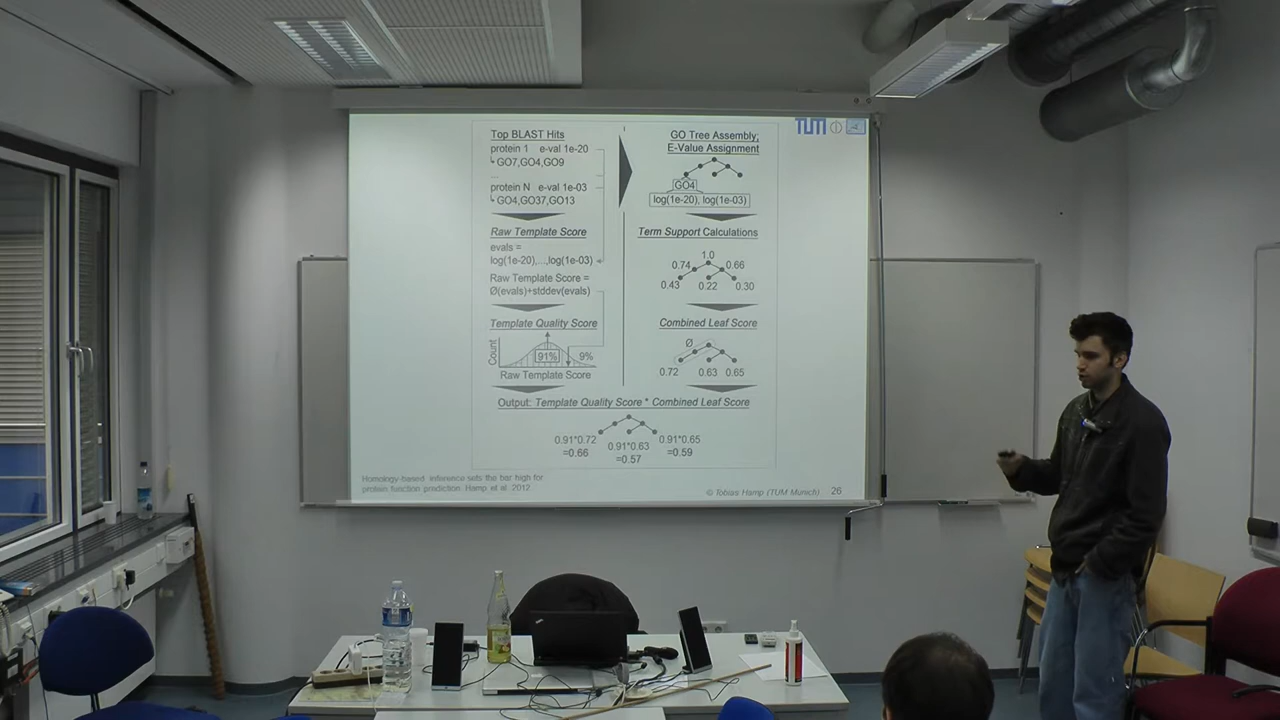 TUM
Top BLAST Hits
protein 1 e-val 1e-20
GO7,GO4,GO9
protein N e-val 1e-03
GO4,GO37,GO13
Raw Template Score
evals =
log(1e-20),...,log(1e-03)
Raw Template Score =
Ø(evals)+stddev(evals)
Template Quality Score
Count
91%
9%
Raw Template Score
GO Tree Assembly,
E-Value Assignment
GO4
log(1e-20), log(1e-03)
Term Support Calculations
1.0
0.74 0.66
0.43 0.22 0.30
Combined Leaf Score
Ø
0.72 0.63 0.65
Output: Template Quality Score * Combined Leaf Score
0.91*0.72 0.91*0.63 0.91*0.65
=0.66 =0.57 =0.59
Homology-based inference sets the bar high for
protein function prediction. Hamp et al. 2012
© Tobias Hamp (TUM Munich) 26